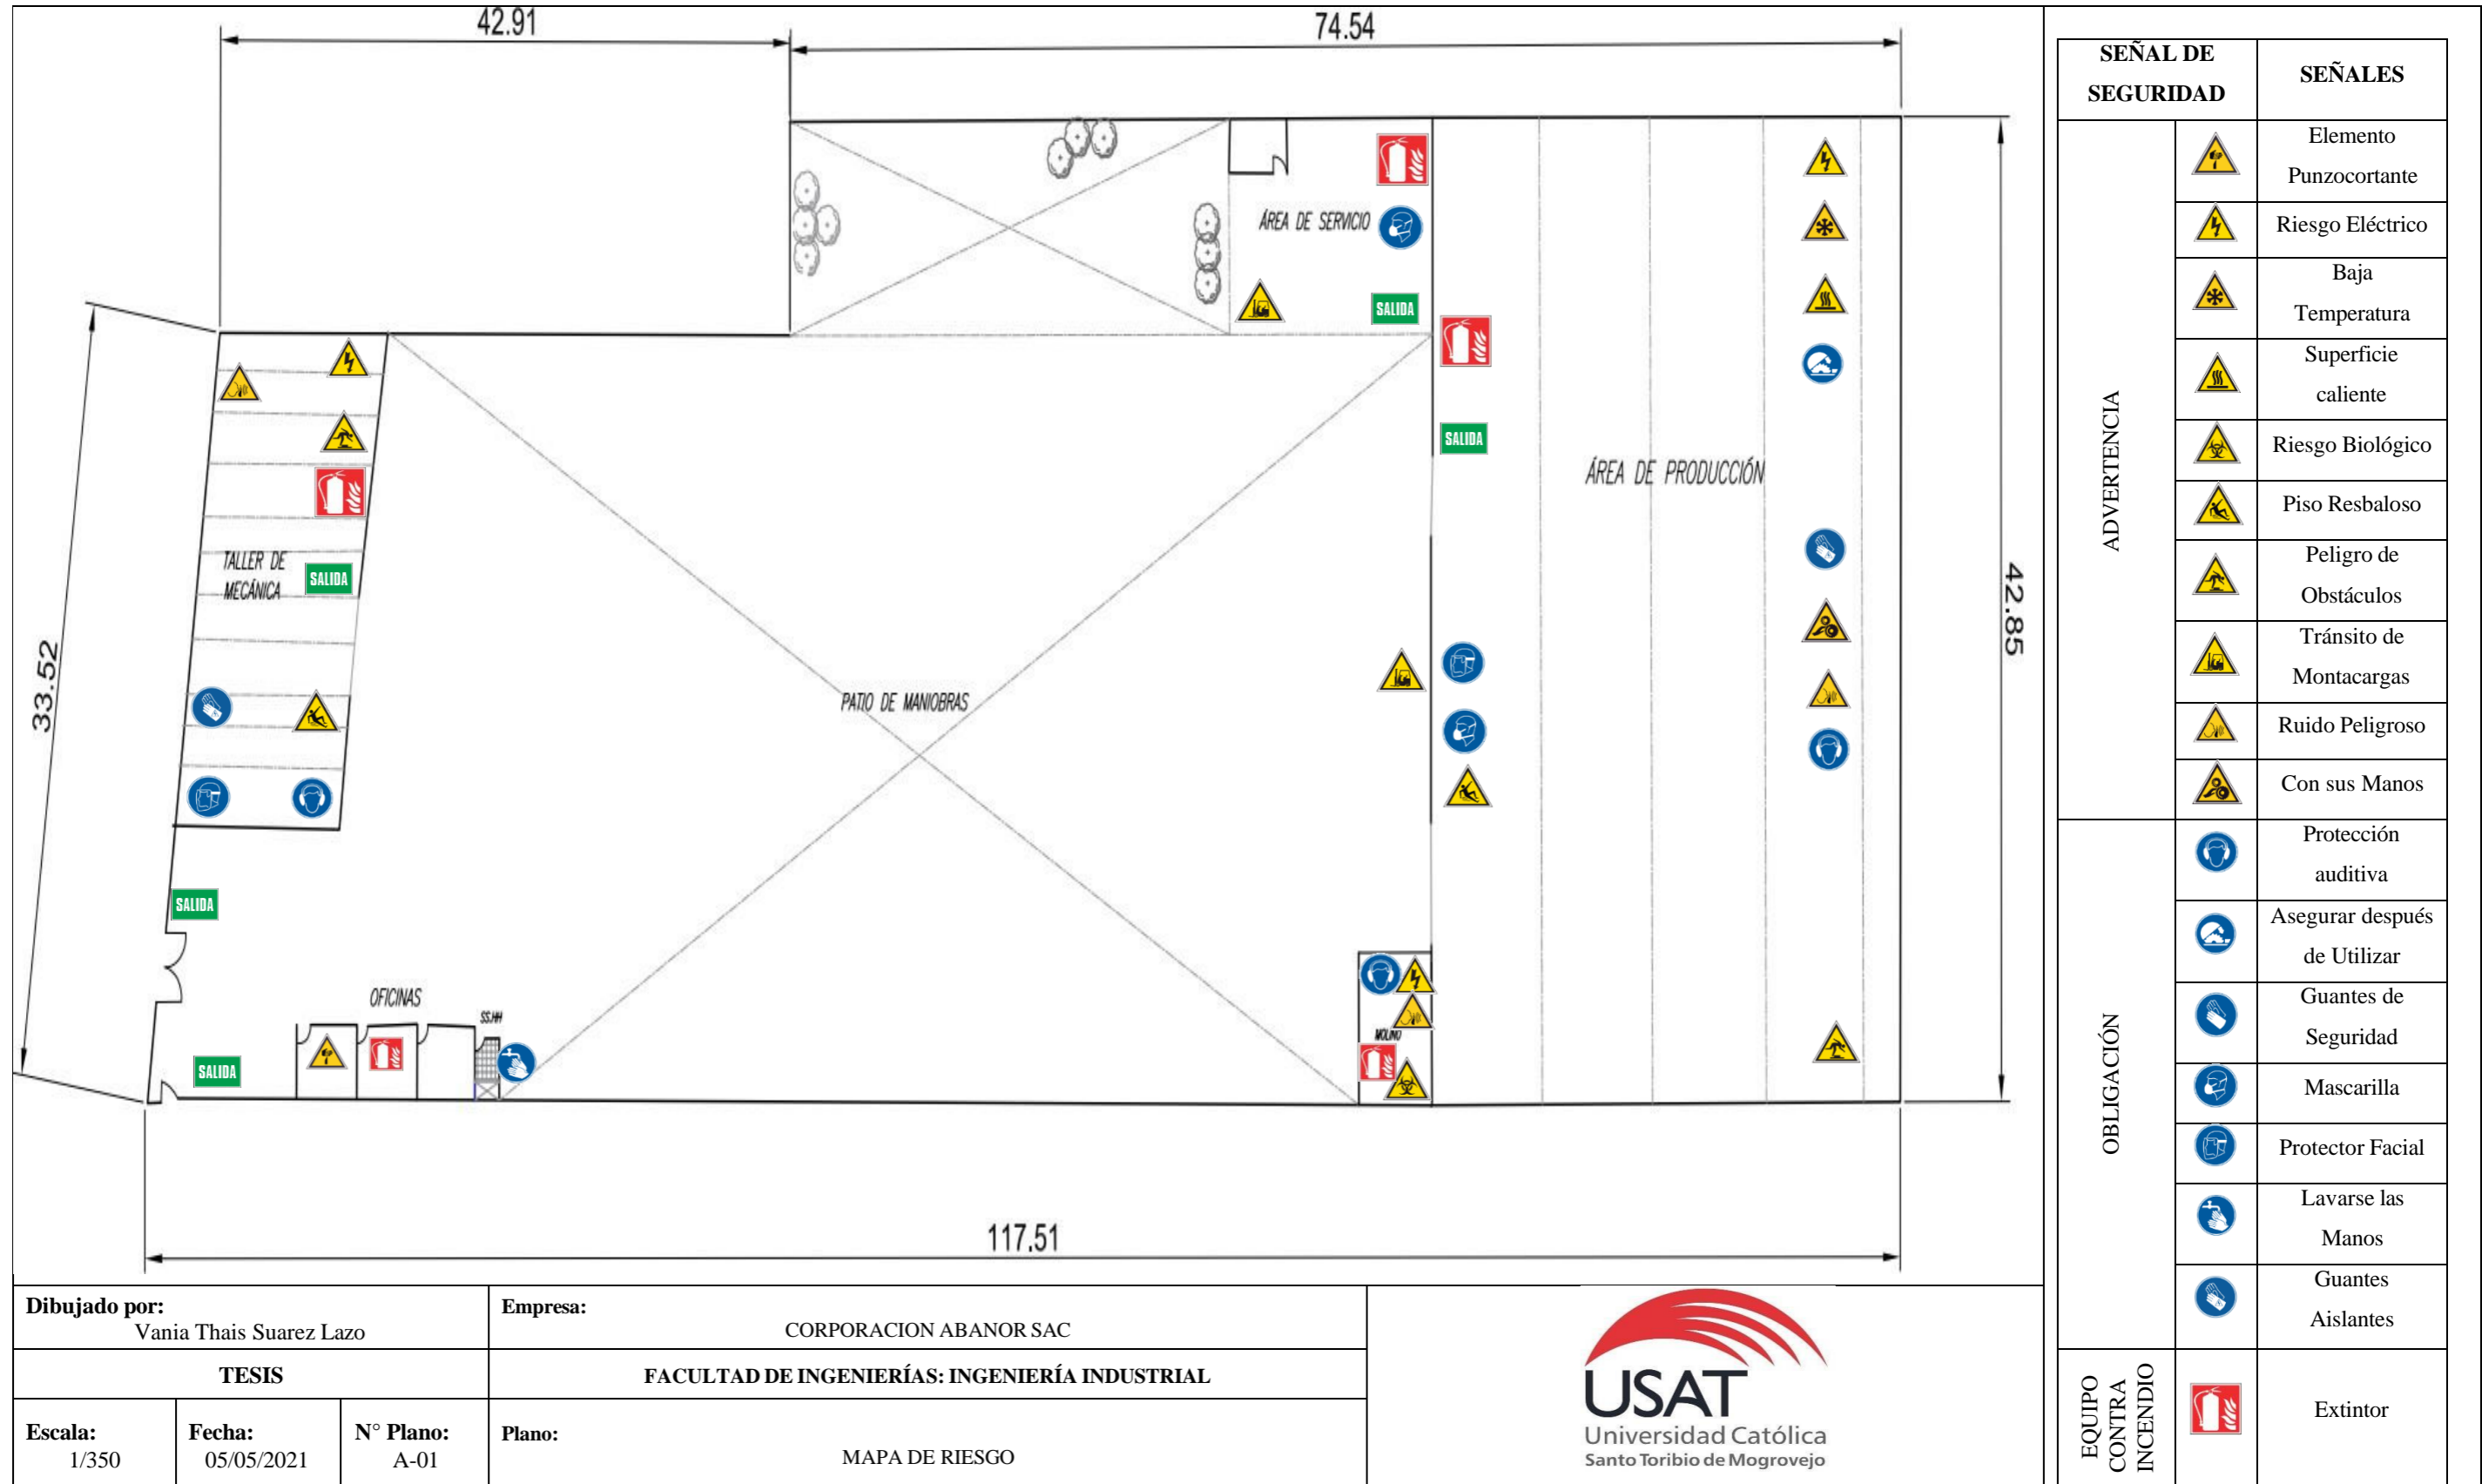 42.91
74.54
33.52
42.85
117.51
ÁREA DE SERVICIO
SALIDA
SALIDA
ÁREA DE PRODUCCIÓN
TALLER DE
MECÁNICA
SALIDA
PATIO DE MANIOBRAS
SALIDA
OFICINAS
SS.HH
MOLINO
SALIDA
SEÑAL DE
SEGURIDAD
SEÑALES
ADVERTENCIA
Elemento
Punzocortante
Riesgo Eléctrico
Baja
Temperatura
Superficie
caliente
Riesgo Biológico
Piso Resbaloso
Peligro de
Obstáculos
Tránsito de
Montacargas
Ruido Peligroso
Con sus Manos
OBLIGACIÓN
Protección
auditiva
Asegurar después
de Utilizar
Guantes de
Seguridad
Mascarilla
Protector Facial
Lavarse las
Manos
Guantes
Aislantes
EQUIPO
CONTRA
INCENDIO
Extintor
Dibujado por:
Vania Thais Suarez Lazo
Empresa:
CORPORACION ABANOR SAC
TESIS
FACULTAD DE INGENIERÍAS: INGENIERÍA INDUSTRIAL
Escala:
1/350
Fecha:
05/05/2021
N° Plano:
A-01
Plano:
MAPA DE RIESGO
USAT
Universidad Católica
Santo Toribio de Mogrovejo